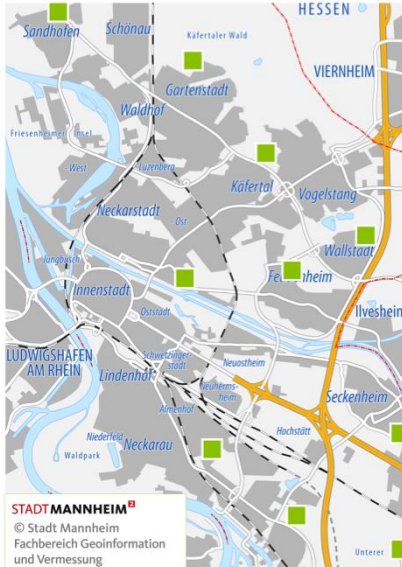 HESSEN
Sandhofen
Schönau
Käfertaler Wald
VIERNHEIM
Gartenstadt
Waldhof
Friesenheimer Insel
- West
Luzenberg
Käfertal
Vogelstang
Neckarstadt
- Ost
Wallstadt
Jungbusch
Innenstadt
Ilvesheim
Oststadt
LUDWIGSHAFEN
AM RHEIN
Schwetzinger-
stadt
Neuostheim
Lindenhof
Neuherms-
heim
Seckenheim
Almenhof
Hochstätt
Niederfeld
Neckarau
Waldpark
STADTMANNHEIM²
© Stadt Mannheim
Fachbereich Geoinformation
und Vermessung
Unterer